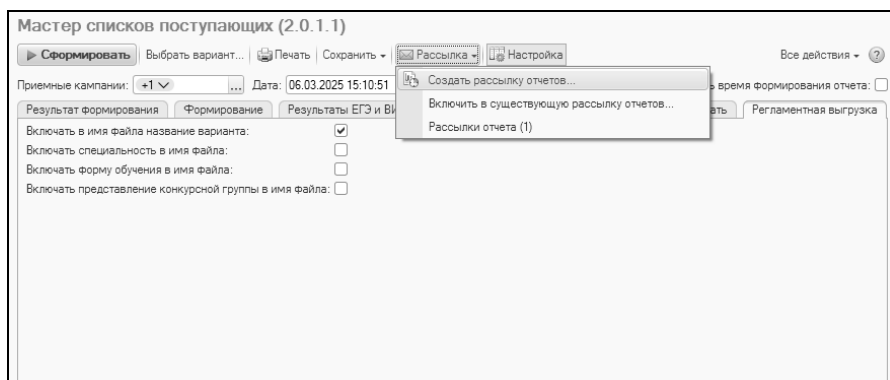 Мастер списков поступающих (2.0.1.1)
Сформировать Выбрать вариант... Печать Сохранить Рассылка Настройка Все действия ?
Приемные кампании: +1 ... Дата: 06.03.2025 15:10:51 ь время формирования отчета:
Создать рассылку отчетов...
Включить в существующую рассылку отчетов...
Рассылки отчета (1)
Результат формирования Формирование Результаты ЕГЭ и ВИ ать Регламентная выгрузка
Включать в имя файла название варианта:
Включать специальность в имя файла:
Включать форму обучения в имя файла:
Включать представление конкурсной группы в имя файла: